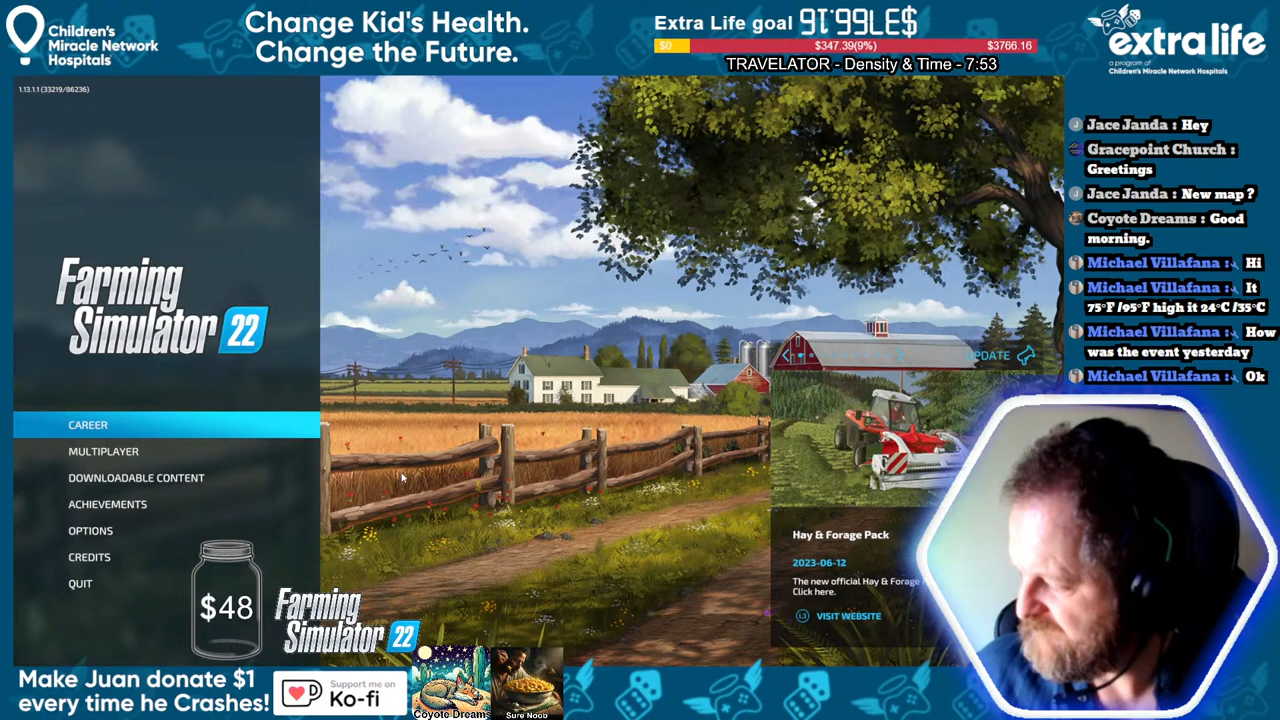 Children's
Miracle Network
Hospitals
Change Kid's Health.
Change the Future.
Extra Life goal
$0
$347.39(9%)
$3766.16
TRAVELATOR - Density & Time - 7:53
extralife
a program of
Children's Miracle Network Hospitals
1.13.1.1 (33219/86236)
Farming
Simulator 22
CAREER
MULTIPLAYER
DOWNLOADABLE CONTENT
ACHIEVEMENTS
OPTIONS
CREDITS
QUIT
$48
Farming
Simulator 22
UPDATE
Hay & Forage Pack
2023-06-12
The new official Hay & Forage
Click here.
L3 VISIT WEBSITE
J Jace Janda : Hey
Gracepoint Church :
Greetings
J Jace Janda : New map ?
Coyote Dreams : Good
morning.
Michael Villafana : Hi
Michael Villafana : It
75°F /95°F high it 24°C /35°C
Michael Villafana : How
was the event yesterday
Michael Villafana : Ok
Make Juan donate $1
every time he Crashes!
Support me on
Ko-fi
Coyote Dreams
Sure Noob